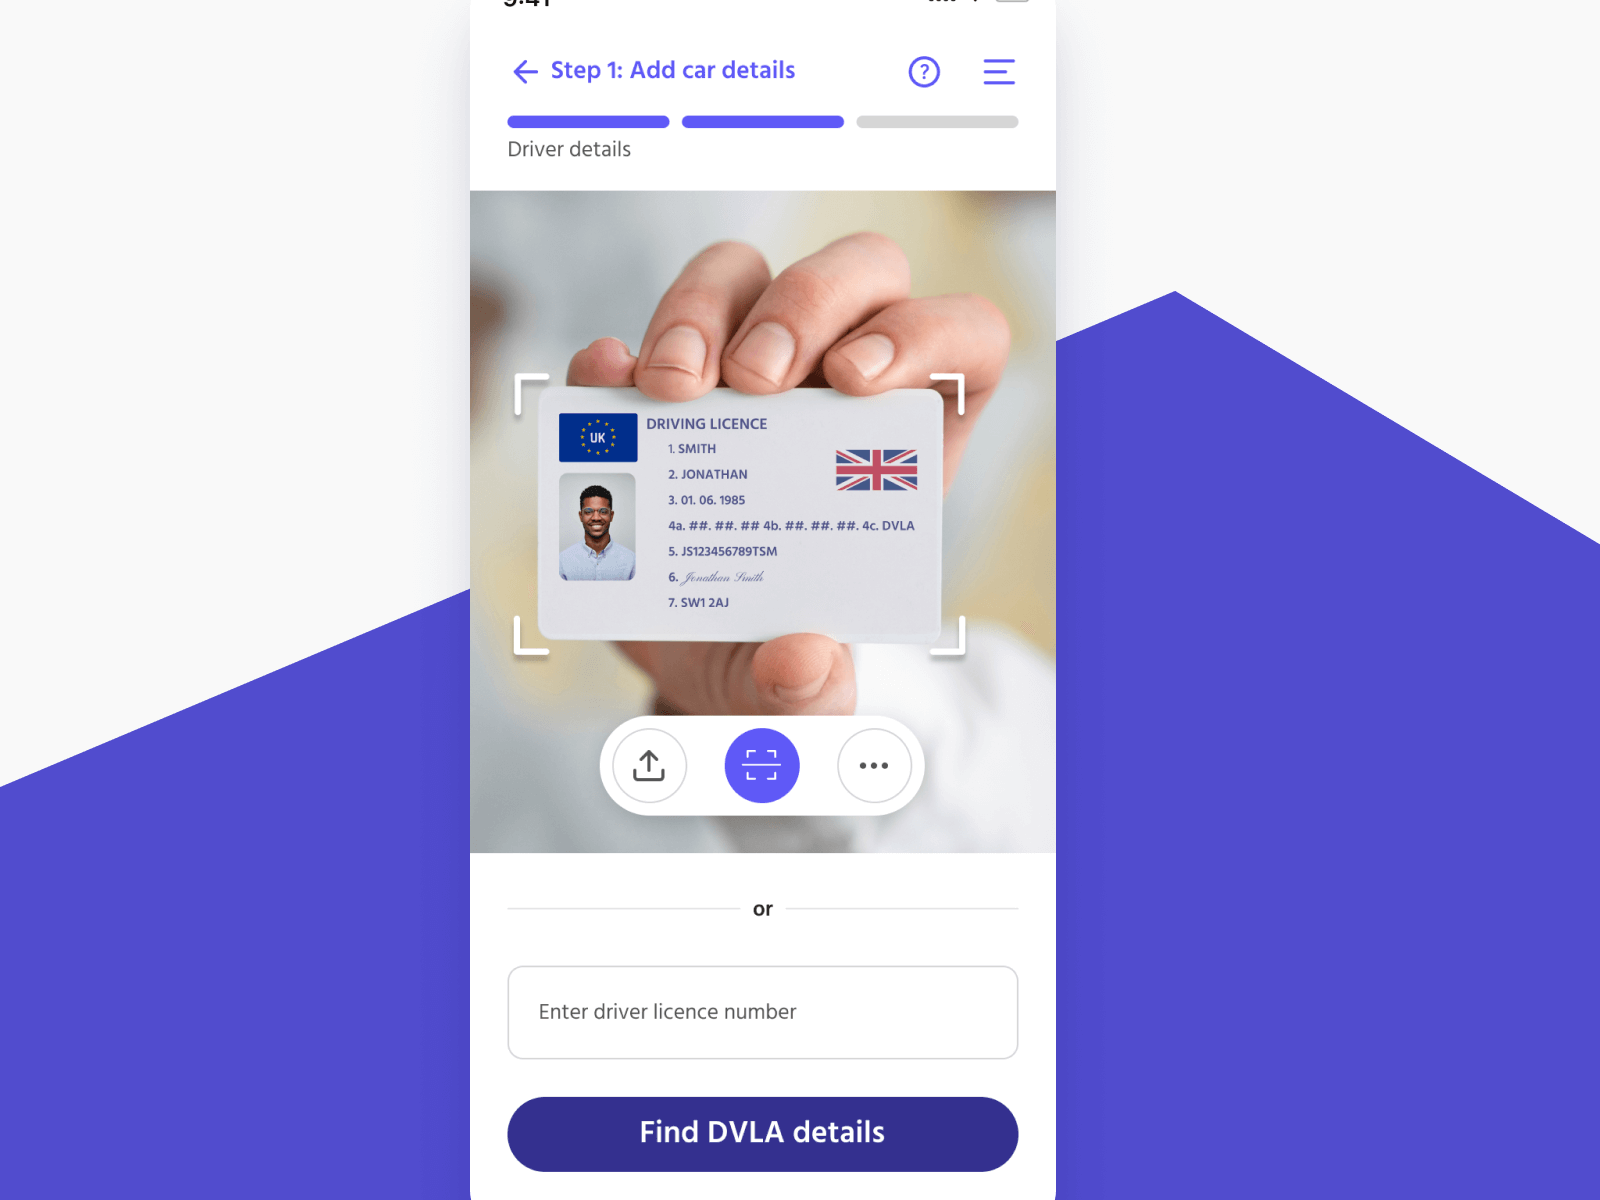 9:41
Step 1: Add car details
Driver details
UK
DRIVING LICENCE
1. SMITH
2. JONATHAN
3. 01. 06. 1985
4a. ##. ##. ## 4b. ##. ##. ##. 4c. DVLA
5. JS123456789TSM
6. Jonathan Smith
7. SW1 2AJ
or
Enter driver licence number
Find DVLA details